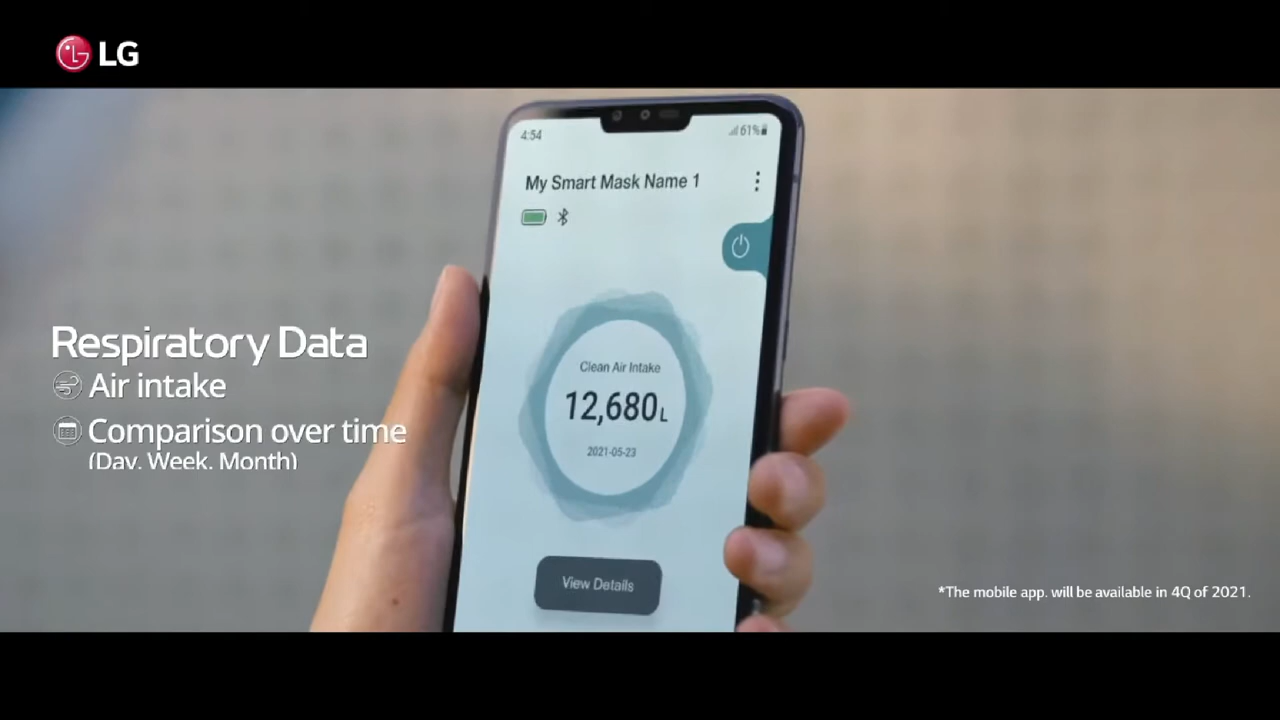 LG
4:54
61%
My Smart Mask Name 1
Respiratory Data
Air intake
Comparison over time
(Day, Week, Month)
Clean Air Intake
12,680L
2021-05-23
View Details
*The mobile app. will be available in 4Q of 2021.